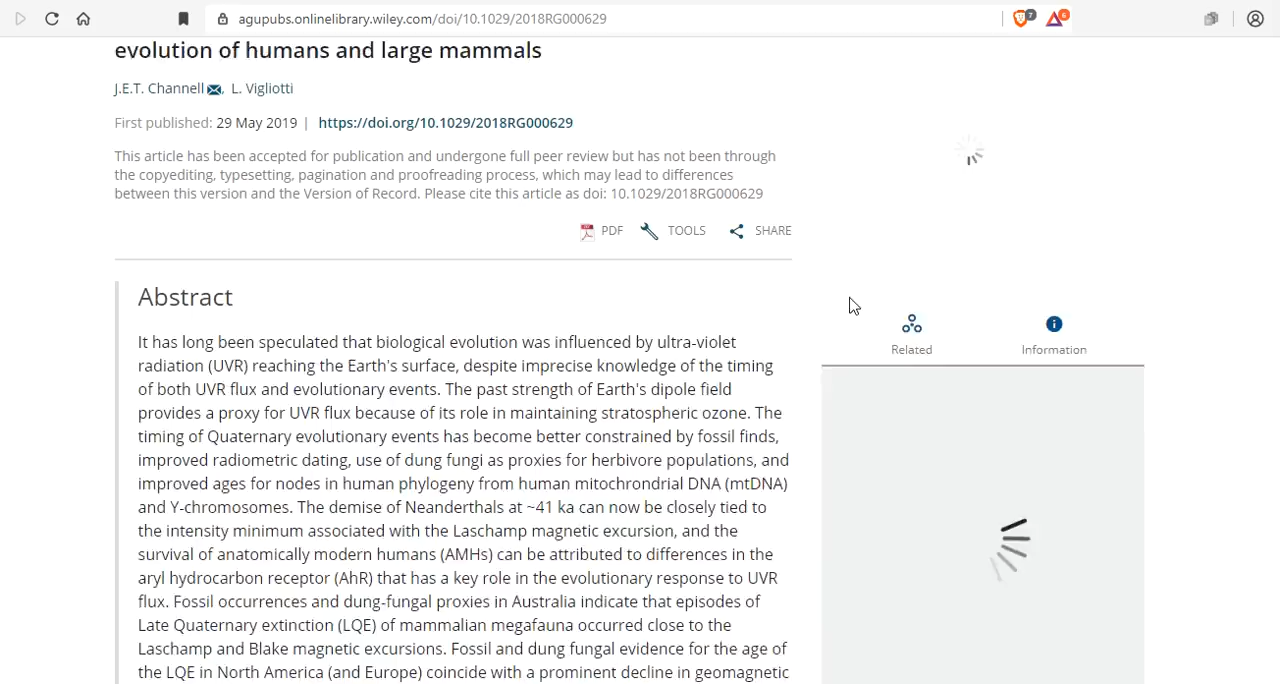 agupubs.onlinelibrary.wiley.com/doi/10.1029/2018RG000629
7
6
evolution of humans and large mammals
J.E.T. Channell, L. Vigliotti
First published: 29 May 2019 | https://doi.org/10.1029/2018RG000629
This article has been accepted for publication and undergone full peer review but has not been through
the copyediting, typesetting, pagination and proofreading process, which may lead to differences
between this version and the Version of Record. Please cite this article as doi: 10.1029/2018RG000629
PDF TOOLS SHARE
Abstract
It has long been speculated that biological evolution was influenced by ultra-violet
radiation (UVR) reaching the Earth's surface, despite imprecise knowledge of the timing
of both UVR flux and evolutionary events. The past strength of Earth's dipole field
provides a proxy for UVR flux because of its role in maintaining stratospheric ozone. The
timing of Quaternary evolutionary events has become better constrained by fossil finds,
improved radiometric dating, use of dung fungi as proxies for herbivore populations, and
improved ages for nodes in human phylogeny from human mitochrondrial DNA (mtDNA)
and Y-chromosomes. The demise of Neanderthals at ~41 ka can now be closely tied to
the intensity minimum associated with the Laschamp magnetic excursion, and the
survival of anatomically modern humans (AMHs) can be attributed to differences in the
aryl hydrocarbon receptor (AhR) that has a key role in the evolutionary response to UVR
flux. Fossil occurrences and dung-fungal proxies in Australia indicate that episodes of
Late Quaternary extinction (LQE) of mammalian megafauna occurred close to the
Laschamp and Blake magnetic excursions. Fossil and dung fungal evidence for the age of
the LQE in North America (and Europe) coincide with a prominent decline in geomagnetic
Related Information